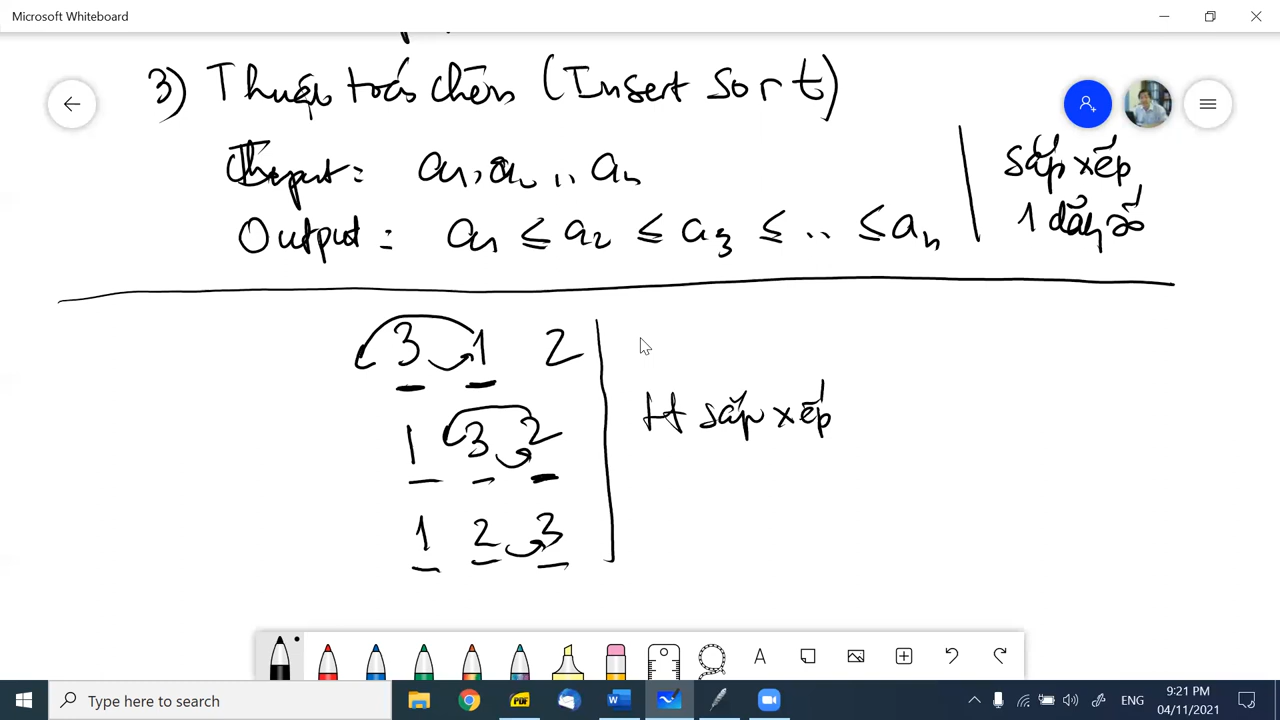 Microsoft Whiteboard
3) Thuật toán chèn (Insert Sort)
Input: a1, a2, .. an
Output: a1 ≤ a2 ≤ a3 ≤ .. ≤ an
sắp xếp
1 dãy số
3 1 2
1 3 2
tt sắp xếp
1 2 3
Type here to search
PDF
ENG
9:21 PM
04/11/2021